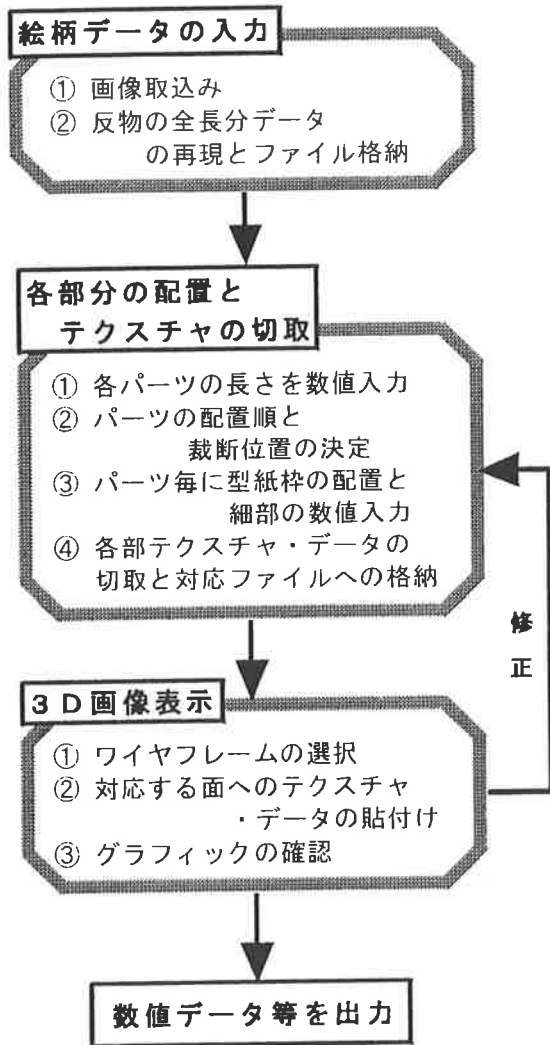 絵柄データの入力
① 画像取込み
② 反物の全長分データ
の再現とファイル格納
各部分の配置と
テクスチャの切取
① 各パーツの長さを数値入力
② パーツの配置順と
裁断位置の決定
③ パーツ毎に型紙枠の配置と
細部の数値入力
④ 各部テクスチャ・データの
切取と対応ファイルへの格納
修正
3D画像表示
① ワイヤフレームの選択
② 対応する面へのテクスチャ
・データの貼付け
③ グラフィックの確認
数値データ等を出力